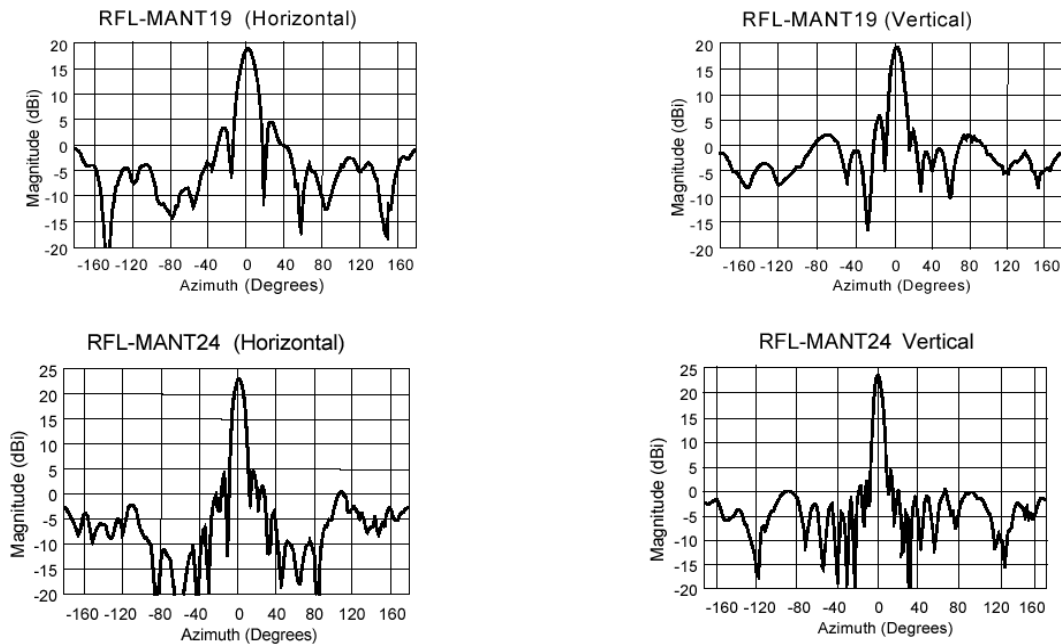 RFL-MANT19 (Horizontal)
Magnitude (dBi)
20
15
10
5
0
-5
-10
-15
-20
-160 -120 -80 -40 0 40 80 120 160
Azimuth (Degrees)
RFL-MANT19 (Vertical)
Magnitude (dBi)
20
15
10
5
0
-5
-10
-15
-20
-160 -120 -80 -40 0 40 80 120 160
Azimuth (Degrees)
RFL-MANT24 (Horizontal)
Magnitude (dBi)
25
20
15
10
5
0
-5
-10
-15
-20
-160 -120 -80 -40 0 40 80 120 160
Azimuth (Degrees)
RFL-MANT24 Vertical
Magnitude (dBi)
25
20
15
10
5
0
-5
-10
-15
-20
-160 -120 -80 -40 0 40 80 120 160
Azimuth (Degrees)